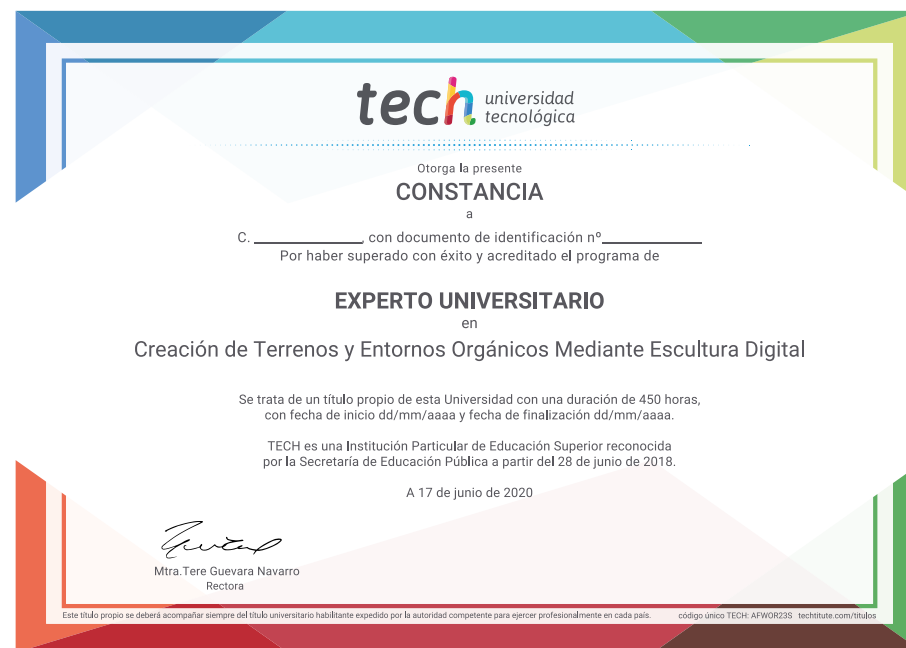 tech universidad
tecnológica
Otorga la presente
CONSTANCIA
a
C. ____________, con documento de identificación nº____________
Por haber superado con éxito y acreditado el programa de
EXPERTO UNIVERSITARIO
en
Creación de Terrenos y Entornos Orgánicos Mediante Escultura Digital
Se trata de un título propio de esta Universidad con una duración de 450 horas,
con fecha de inicio dd/mm/aaaa y fecha de finalización dd/mm/aaaa.
TECH es una Institución Particular de Educación Superior reconocida
por la Secretaría de Educación Pública a partir del 28 de junio de 2018.
A 17 de junio de 2020
Mtra.Tere Guevara Navarro
Rectora
Este título propio se deberá acompañar siempre del título universitario habilitante expedido por la autoridad competente para ejercer profesionalmente en cada país. código único TECH: AFWOR23S techtitute.com/titulos